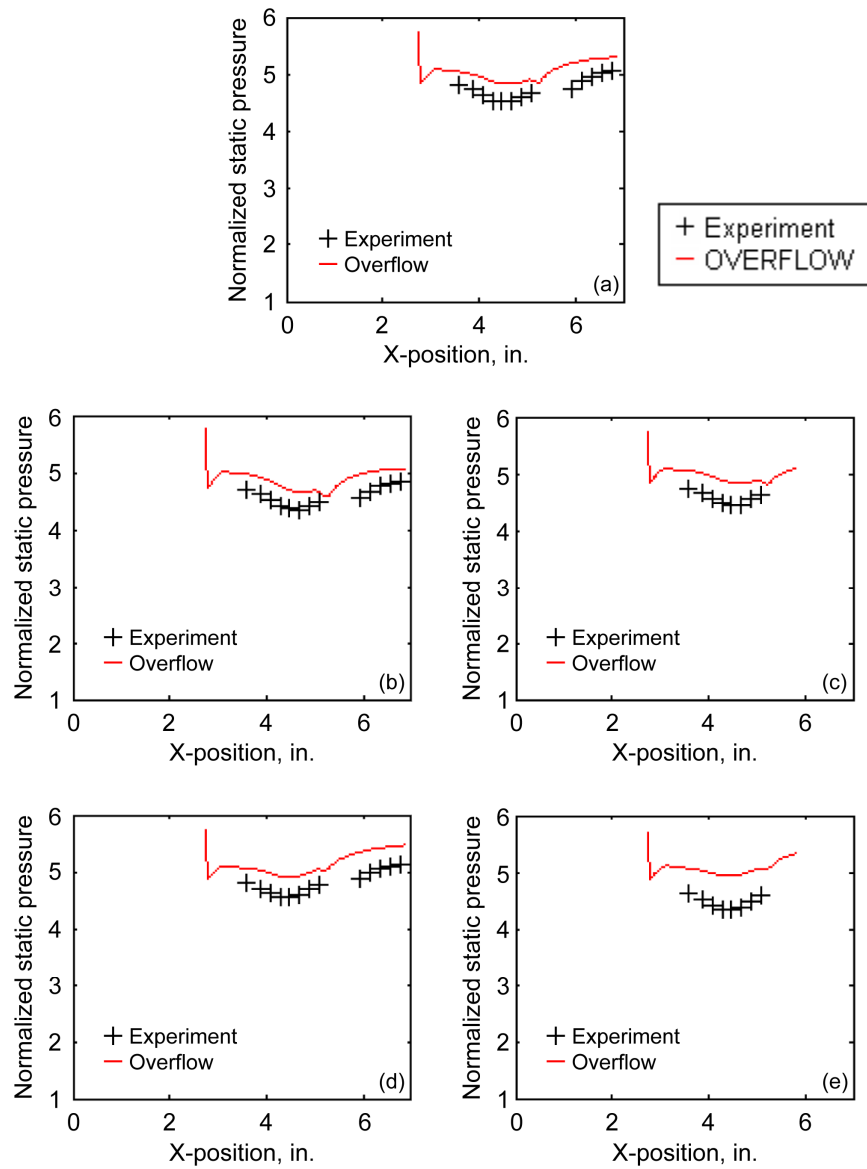 6
5
4
3
2
1
Normalized static pressure
Experiment
Overflow
(a)
0
2
4
6
X-position, in.
Experiment
OVERFLOW
6
5
4
3
2
1
Normalized static pressure
Experiment
Overflow
(b)
0
2
4
6
X-position, in.
6
5
4
3
2
1
Normalized static pressure
Experiment
Overflow
(c)
0
2
4
6
X-position, in.
6
5
4
3
2
1
Normalized static pressure
Experiment
Overflow
(d)
0
2
4
6
X-position, in.
6
5
4
3
2
1
Normalized static pressure
Experiment
Overflow
(e)
0
2
4
6
X-position, in.